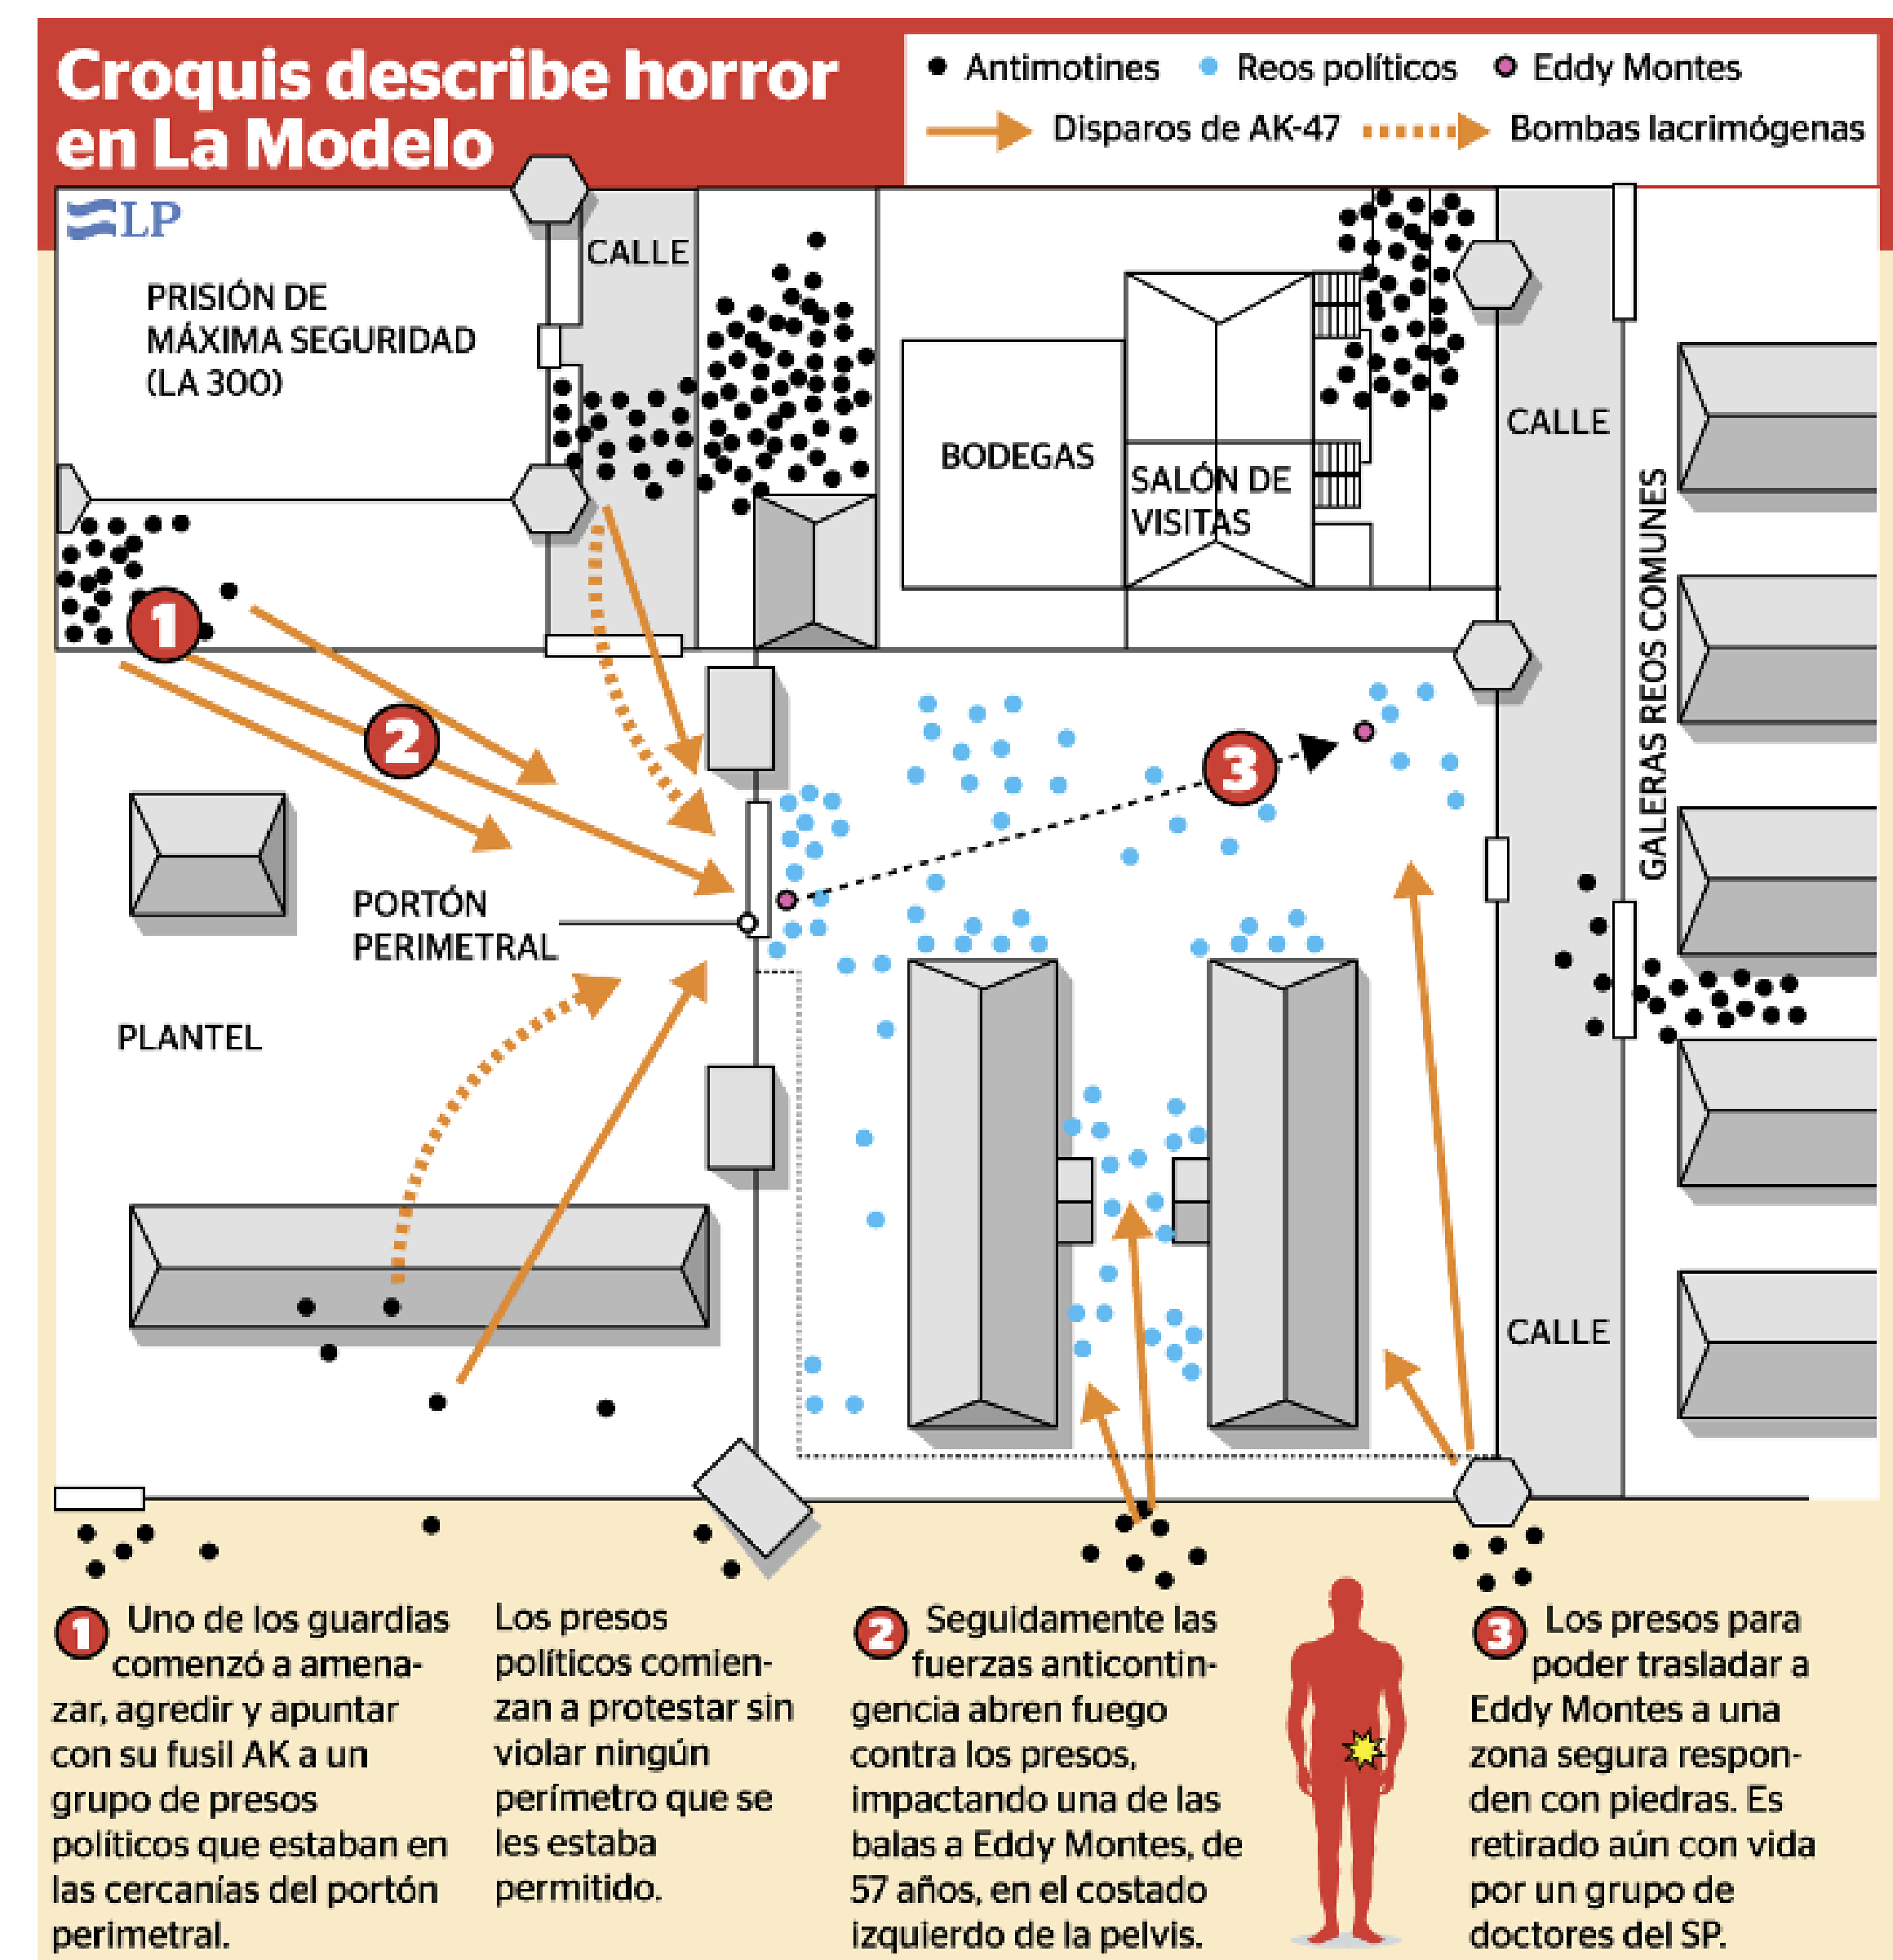 Croquis describe horror
en La Modelo
Antimotines
Reos políticos
Eddy Montes
Disparos de AK-47
Bombas lacrimógenas
LP
PRISIÓN DE
MÁXIMA SEGURIDAD
(LA 300)
CALLE
BODEGAS
SALÓN DE
VISITAS
CALLE
GALERAS REOS COMUNES
1
2
3
PORTÓN
PERIMETRAL
PLANTEL
CALLE
1 Uno de los guardias
comenzó a amena-
zar, agredir y apuntar
con su fusil AK a un
grupo de presos
políticos que estaban en
las cercanías del portón
perimetral.
Los presos
políticos comien-
zan a protestar sin
violar ningún
perímetro que se
les estaba
permitido.
2 Seguidamente las
fuerzas anticontin-
gencia abren fuego
contra los presos,
impactando una de las
balas a Eddy Montes, de
57 años, en el costado
izquierdo de la pelvis.
3 Los presos para
poder trasladar a
Eddy Montes a una
zona segura respon-
den con piedras. Es
retirado aún con vida
por un grupo de
doctores del SP.